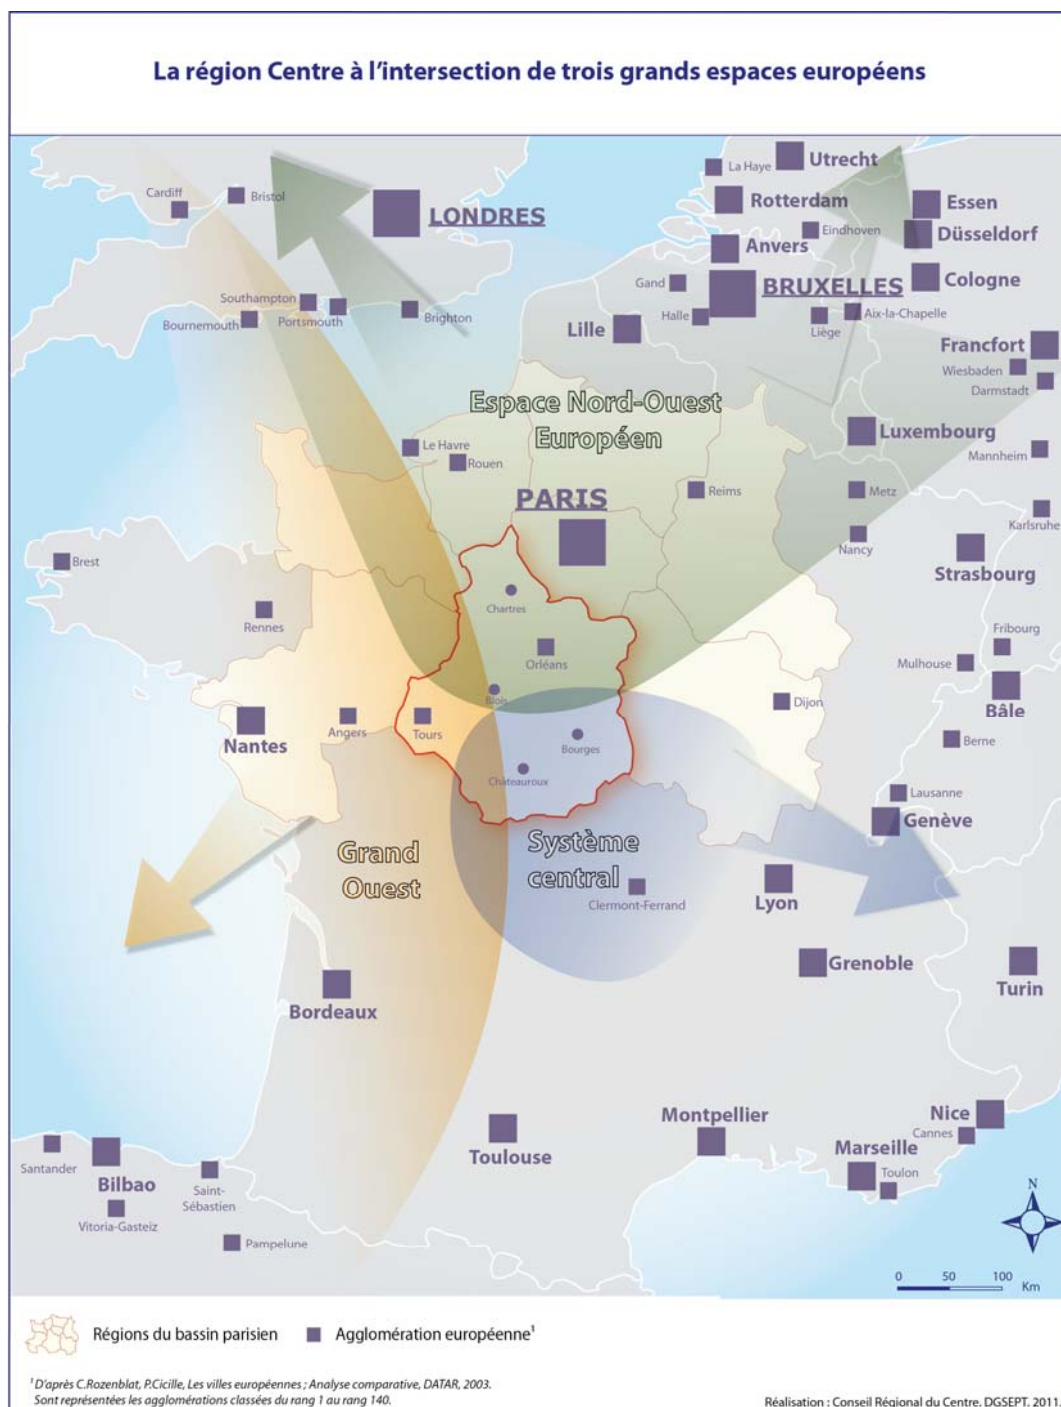 La région Centre à l'intersection de trois grands espaces européens
Cardiff
Bristol
LONDRES
La Haye
Utrecht
Rotterdam
Essen
Eindhoven
Düsseldorf
Anvers
Gand
BRUXELLES
Cologne
Southampton
Bournemouth
Portsmouth
Brighton
Halle
Lille
Liège
Aix-la-Chapelle
Francfort
Wiesbaden
Darmstadt
Espace Nord-Ouest
Européen
Luxembourg
Le Havre
Rouen
Mannheim
PARIS
Reims
Metz
Karlsruhe
Nancy
Brest
Strasbourg
Chartres
Rennes
Fribourg
Orléans
Mulhouse
Blois
Dijon
Bâle
Nantes
Angers
Tours
Bourges
Berne
Châteauroux
Lausanne
Genève
Grand
Ouest
Système
central
Clermont-Ferrand
Lyon
Grenoble
Turin
Bordeaux
Montpellier
Nice
Cannes
Toulouse
Marseille
Toulon
Santander
Bilbao
Saint-
Sébastien
Vitoria-Gasteiz
Pampelune
N
0 50 100
Km
Régions du bassin parisien
Agglomération européenne¹
¹ D'après C.Rozenblat, P.Cicille, Les villes européennes ; Analyse comparative, DATAR, 2003.
Sont représentées les agglomérations classées du rang 1 au rang 140.
Réalisation : Conseil Régional du Centre, DGSEPT, 2011.